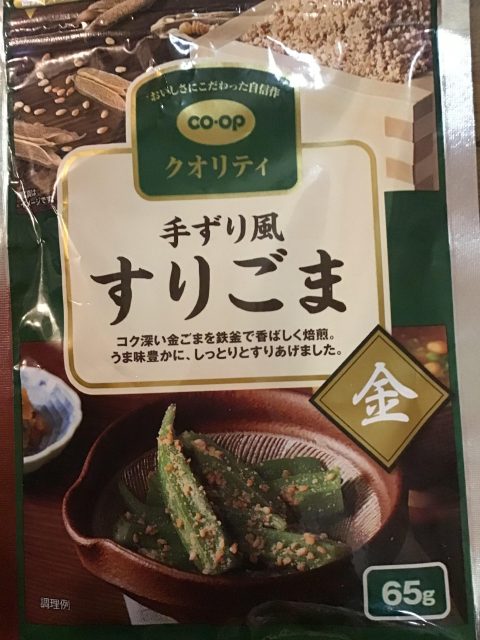 おいしさにこだわった自信作
co-op
クオリティ
手ずり風
すりごま
コク深い金ごまを鉄釜で香ばしく焙煎。
うま味豊かに、しっとりとすりあげました。
金
調理例
65g